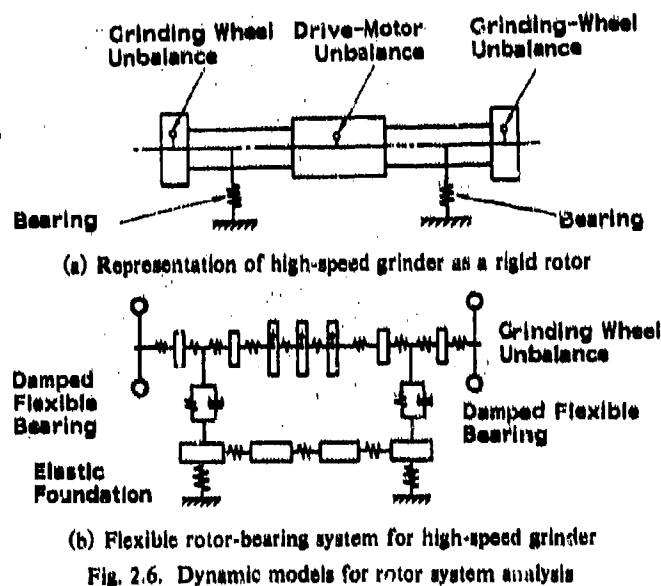 Grinding Wheel
Unbalance
Drive-Motor
Unbalance
Grinding-Wheel
Unbalance
Bearing
Bearing
(a) Representation of high-speed grinder as a rigid rotor
Grinding Wheel
Unbalance
Damped
Flexible
Bearing
Damped Flexible
Bearing
Elastic
Foundation
(b) Flexible rotor-bearing system for high-speed grinder
Fig. 2.6. Dynamic models for rotor system analysis